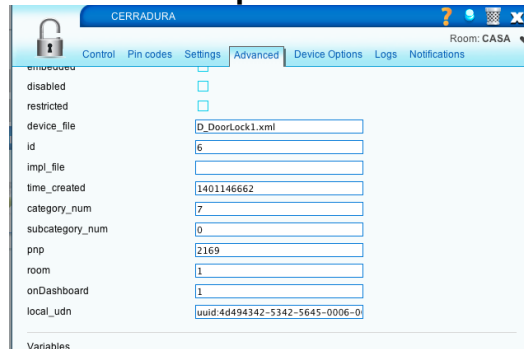 CERRADURA
Room: CASA
Control Pin codes Settings Advanced Device Options Logs Notifications
embedded
disabled
restricted
device_file D_DoorLock1.xml
id 6
impl_file
time_created 1401146662
category_num 7
subcategory_num 0
pnp 2169
room 1
onDashboard 1
local_udn uuid:4d494342-5342-5645-0006-0
Variables